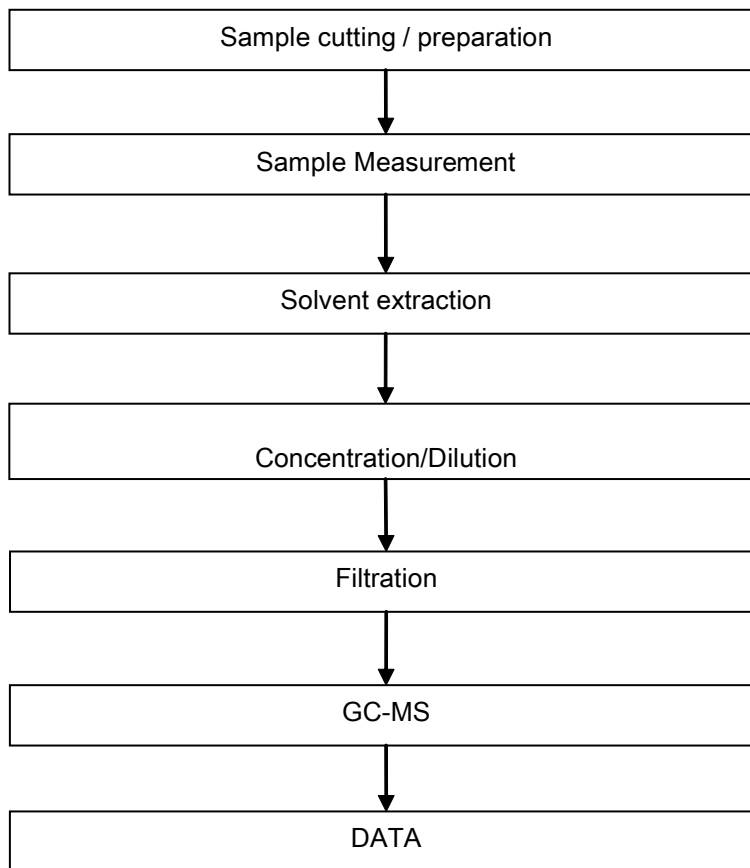 Sample cutting / preparation
Sample Measurement
Solvent extraction
Concentration/Dilution
Filtration
GC-MS
DATA